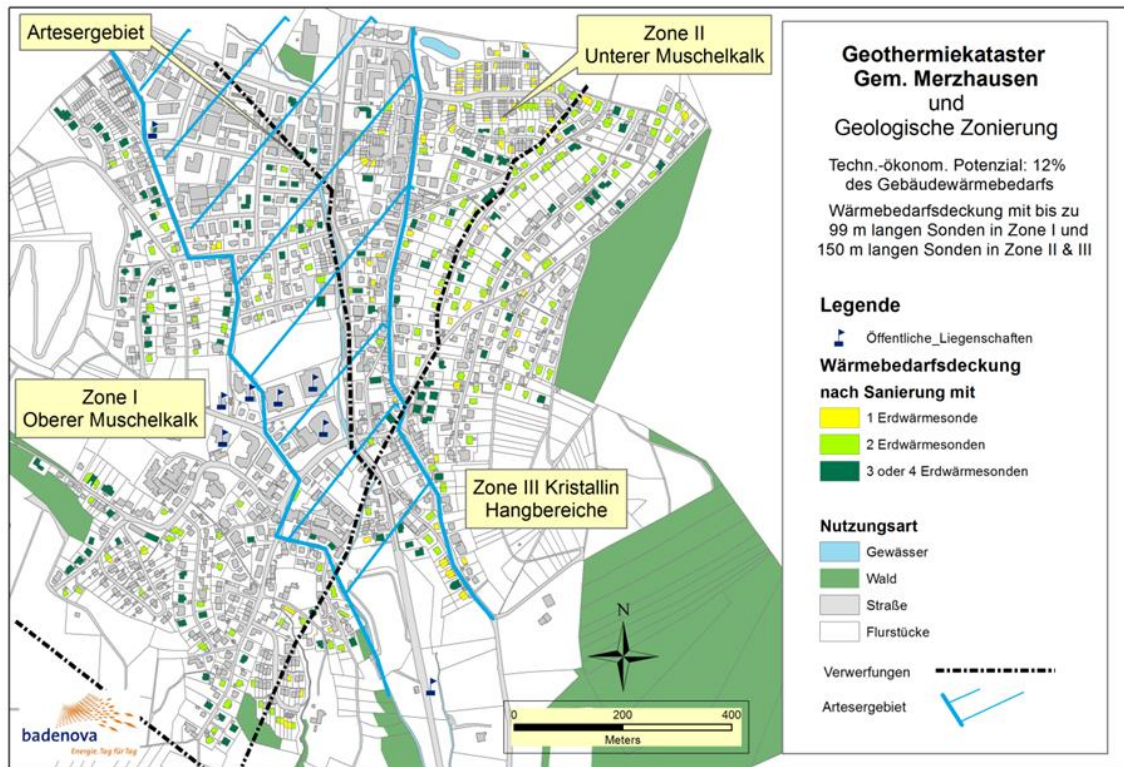 Artesergebiet
Zone II
Unterer Muschelkalk
Zone I
Oberer Muschelkalk
Zone III Kristallin
Hangbereiche
N
0 200 400
Meters
badenova
Energie. Tag für Tag
Geothermiekataster
Gem. Merzhausen
und
Geologische Zonierung
Techn.-ökonom. Potenzial: 12%
des Gebäudewärmebedarfs
Wärmebedarfsdeckung mit bis zu
99 m langen Sonden in Zone I und
150 m langen Sonden in Zone II & III
Legende
Öffentliche_Liegenschaften
Wärmebedarfsdeckung
nach Sanierung mit
1 Erdwärmesonde
2 Erdwärmesonden
3 oder 4 Erdwärmesonden
Nutzungsart
Gewässer
Wald
Straße
Flurstücke
Verwerfungen
Artesergebiet